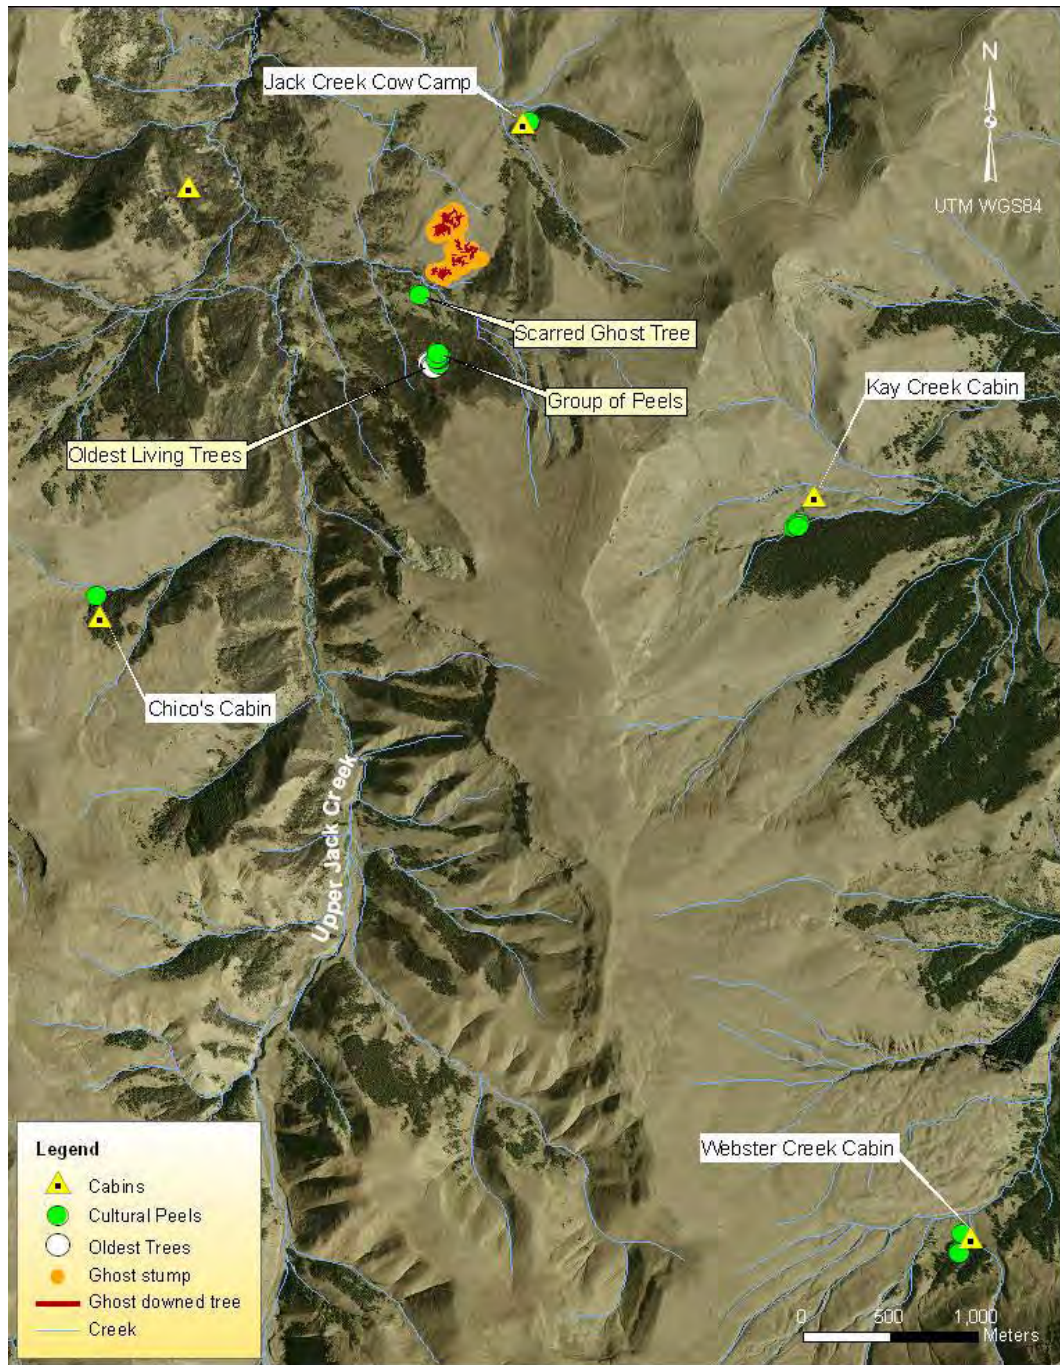 Jack Creek Cow Camp
N
UTM WGS84
Scarred Ghost Tree
Group of Peels
Kay Creek Cabin
Oldest Living Trees
Chico's Cabin
Upper Jack Creek
Webster Creek Cabin
Legend
Cabins
Cultural Peels
Oldest Trees
Ghost stump
Ghost downed tree
Creek
0 500 1,000
Meters